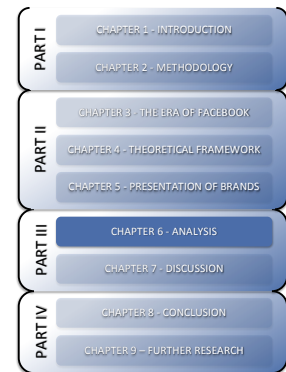 PART I
CHAPTER 1 - INTRODUCTION
CHAPTER 2 - METHODOLOGY
PART II
CHAPTER 3 - THE ERA OF FACEBOOK
CHAPTER 4 - THEORETICAL FRAMEWORK
CHAPTER 5 - PRESENTATION OF BRANDS
PART III
CHAPTER 6 - ANALYSIS
CHAPTER 7 - DISCUSSION
PART IV
CHAPTER 8 - CONCLUSION
CHAPTER 9 – FURTHER RESEARCH